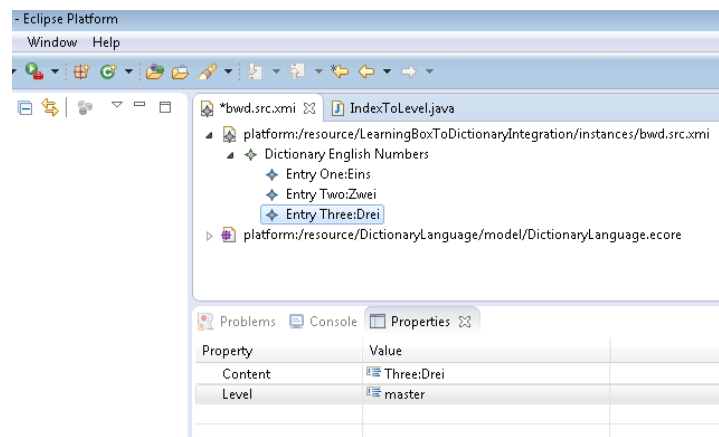 - Eclipse Platform
Window Help
*bwd.src.xmi IndexToLevel.java
platform:/resource/LearningBoxToDictionaryIntegration/instances/bwd.src.xmi
Dictionary English Numbers
Entry One:Eins
Entry Two:Zwei
Entry Three:Drei
platform:/resource/DictionaryLanguage/model/DictionaryLanguage.ecore
Problems Console Properties
Property Value
Content Three:Drei
Level master